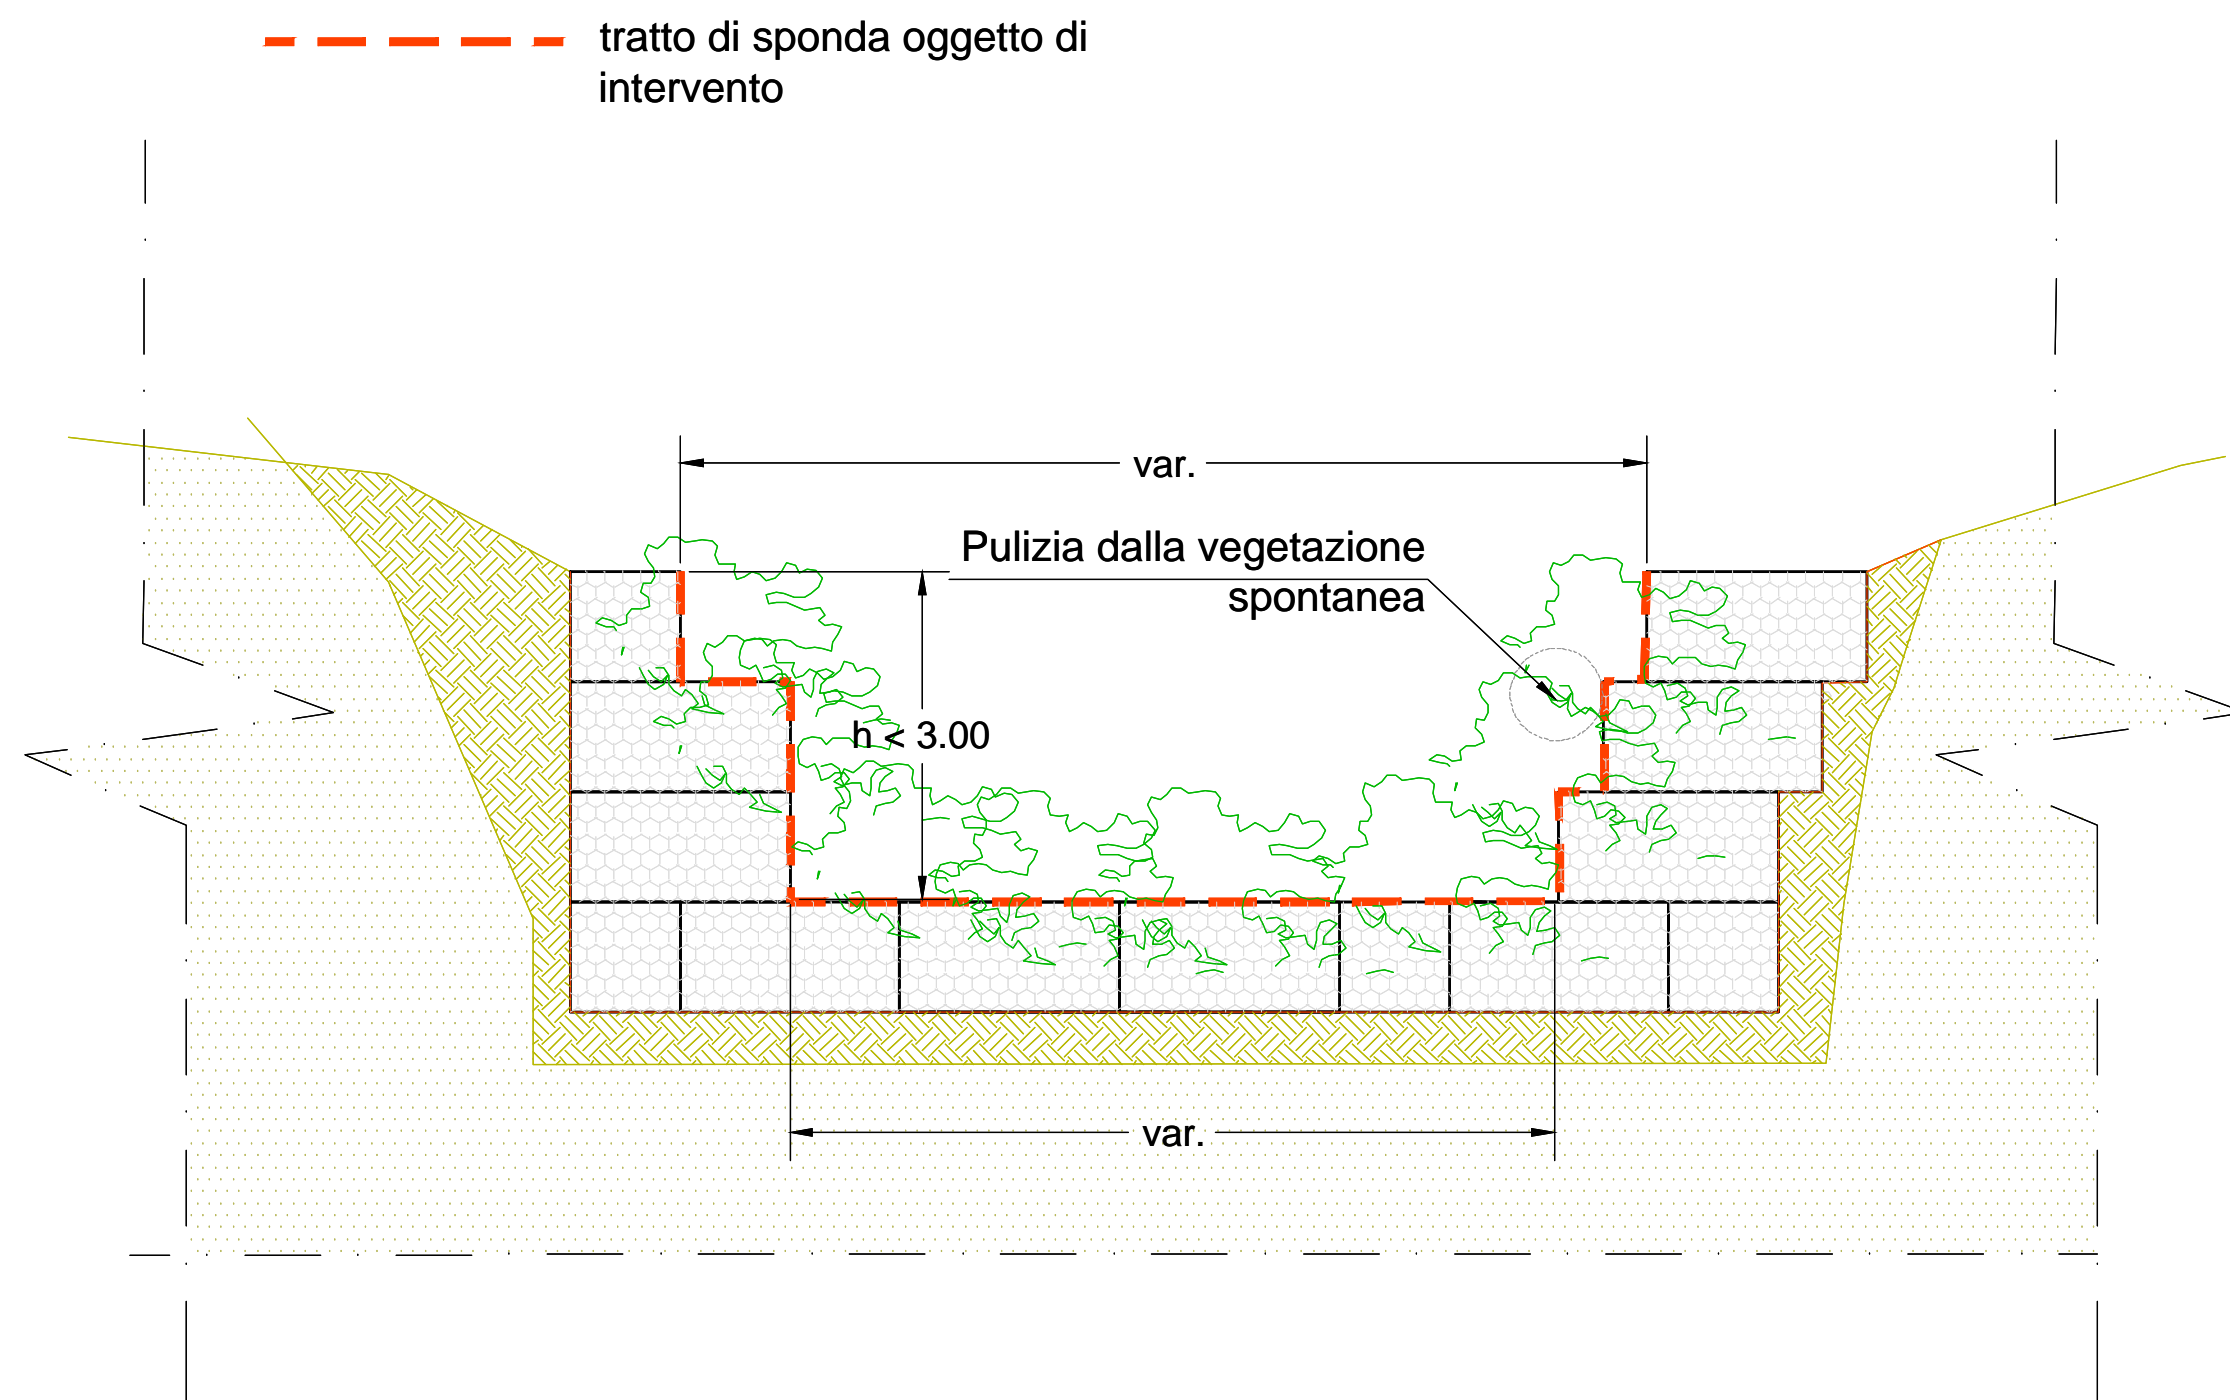 tratto di sponda oggetto di
intervento
var.
Pulizia dalla vegetazione
spontanea
h < 3.00
var.